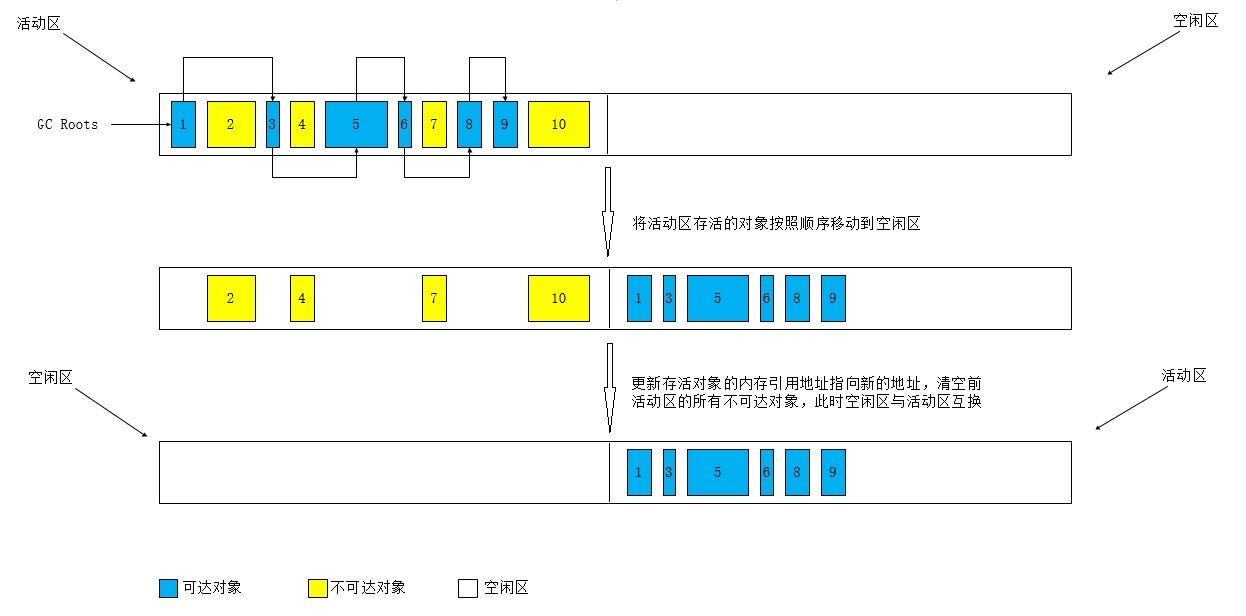 活动区
空闲区
GC Roots
1 2 3 4 5 6 7 8 9 10
将活动区存活的对象按照顺序移动到空闲区
2 4 7 10 1 3 5 6 8 9
空闲区
更新存活对象的内存引用地址指向新的地址，清空前
活动区的所有不可达对象，此时空闲区与活动区互换
活动区
1 3 5 6 8 9
可达对象
不可达对象
空闲区